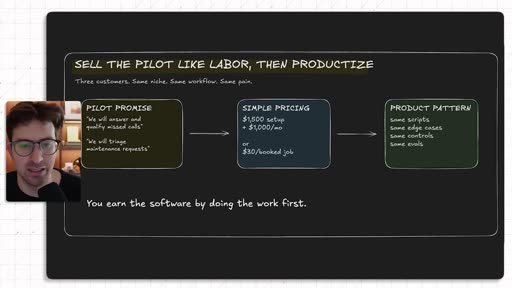 SELL THE PILOT LIKE LABOR, THEN PRODUCTIZE
Three customers. Same niche. Same workflow. Same pain.
PILOT PROMISE
"We will answer and
qualify missed calls"
"We will triage
maintenance requests"
SIMPLE PRICING
$1,500 setup
+ $1,000/mo
or
$30/booked job
PRODUCT PATTERN
same scripts
same edge cases
same controls
same evals
You earn the software by doing the work first.